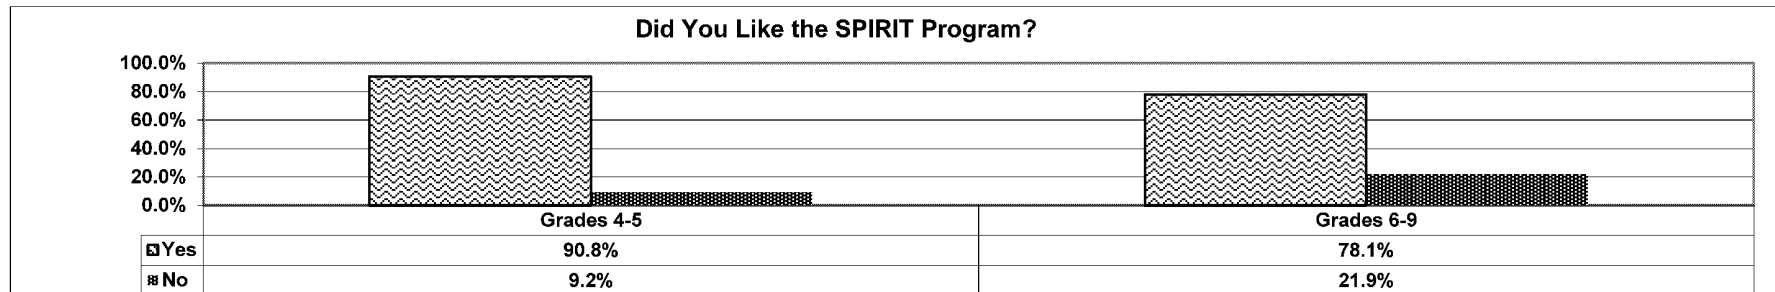 Did You Like the SPIRIT Program?
100.0%
80.0%
60.0%
40.0%
20.0%
0.0%
Grades 4-5 Grades 6-9
Yes 90.8% 78.1%
No 9.2% 21.9%